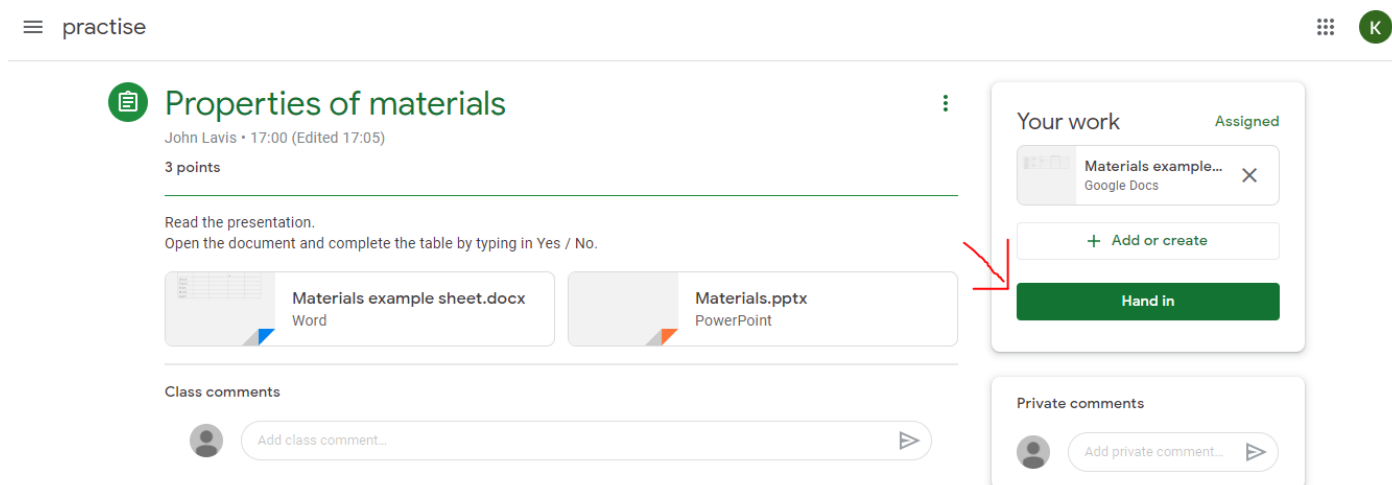 practise
K
Properties of materials
John Lavis • 17:00 (Edited 17:05)
3 points
Read the presentation.
Open the document and complete the table by typing in Yes / No.
Materials example sheet.docx
Word
Materials.pptx
PowerPoint
Class comments
Add class comment...
Your work
Assigned
Materials example...
Google Docs
+ Add or create
Hand in
Private comments
Add private comment...